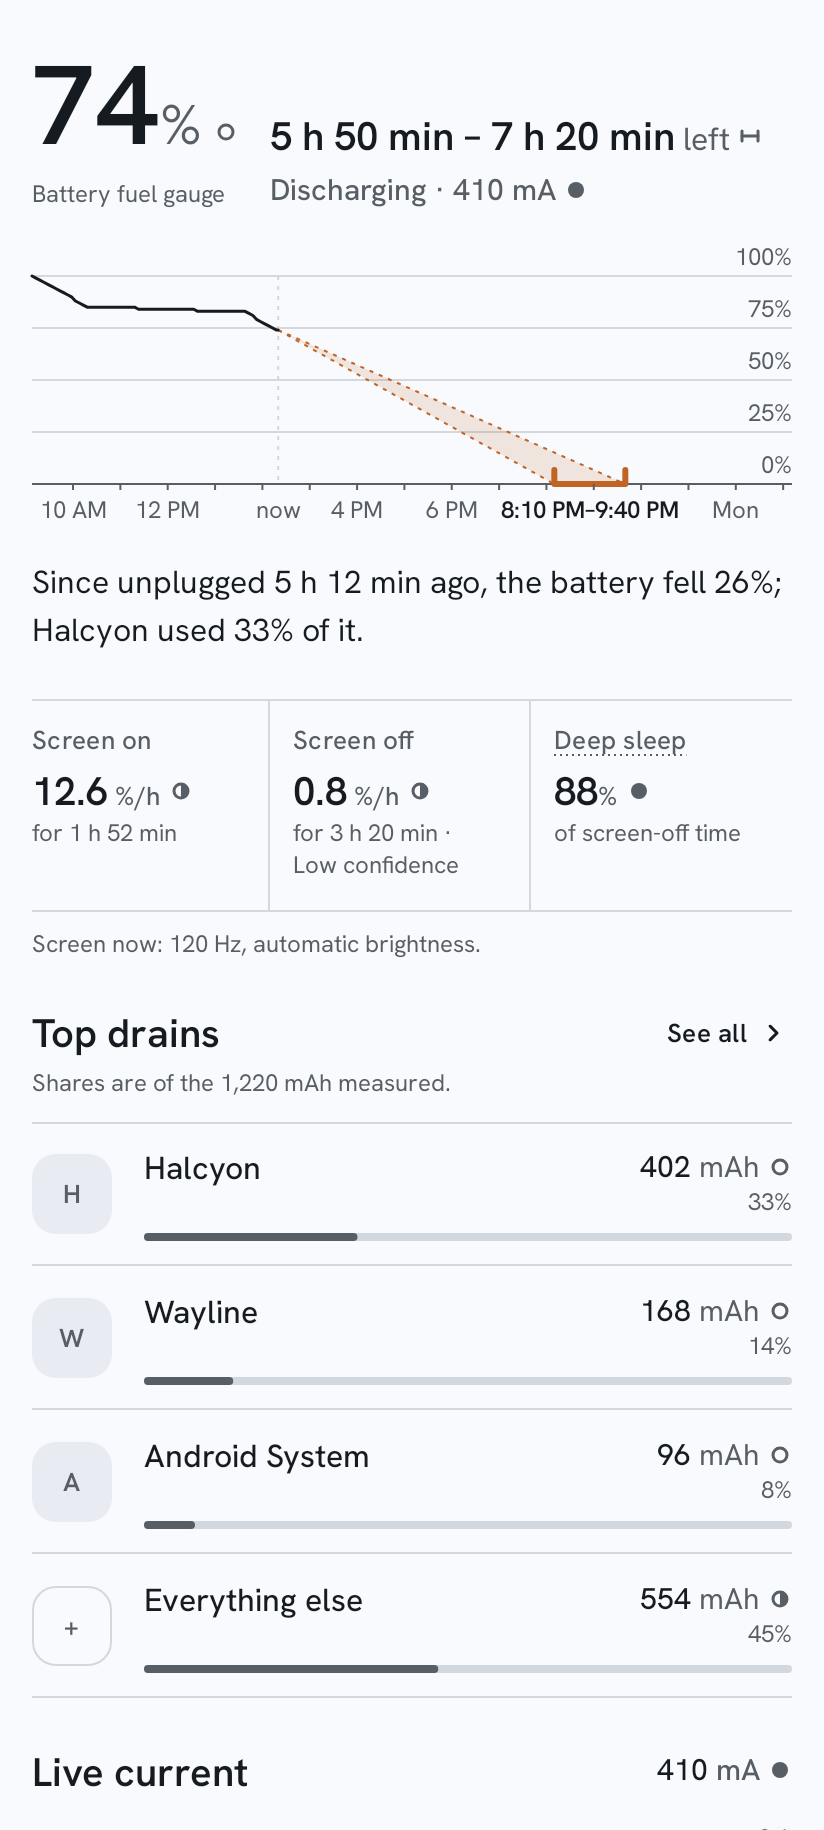 74%
5 h 50 min – 7 h 20 min left
Battery fuel gauge
Discharging · 410 mA
100%
75%
50%
25%
0%
10 AM 12 PM now 4 PM 6 PM 8:10 PM–9:40 PM Mon
Since unplugged 5 h 12 min ago, the battery fell 26%;
Halcyon used 33% of it.
Screen on
12.6 %/h
for 1 h 52 min
Screen off
0.8 %/h
for 3 h 20 min ·
Low confidence
Deep sleep
88%
of screen-off time
Screen now: 120 Hz, automatic brightness.
Top drains
See all
Shares are of the 1,220 mAh measured.
H
Halcyon
402 mAh
33%
W
Wayline
168 mAh
14%
A
Android System
96 mAh
8%
+
Everything else
554 mAh
45%
Live current
410 mA